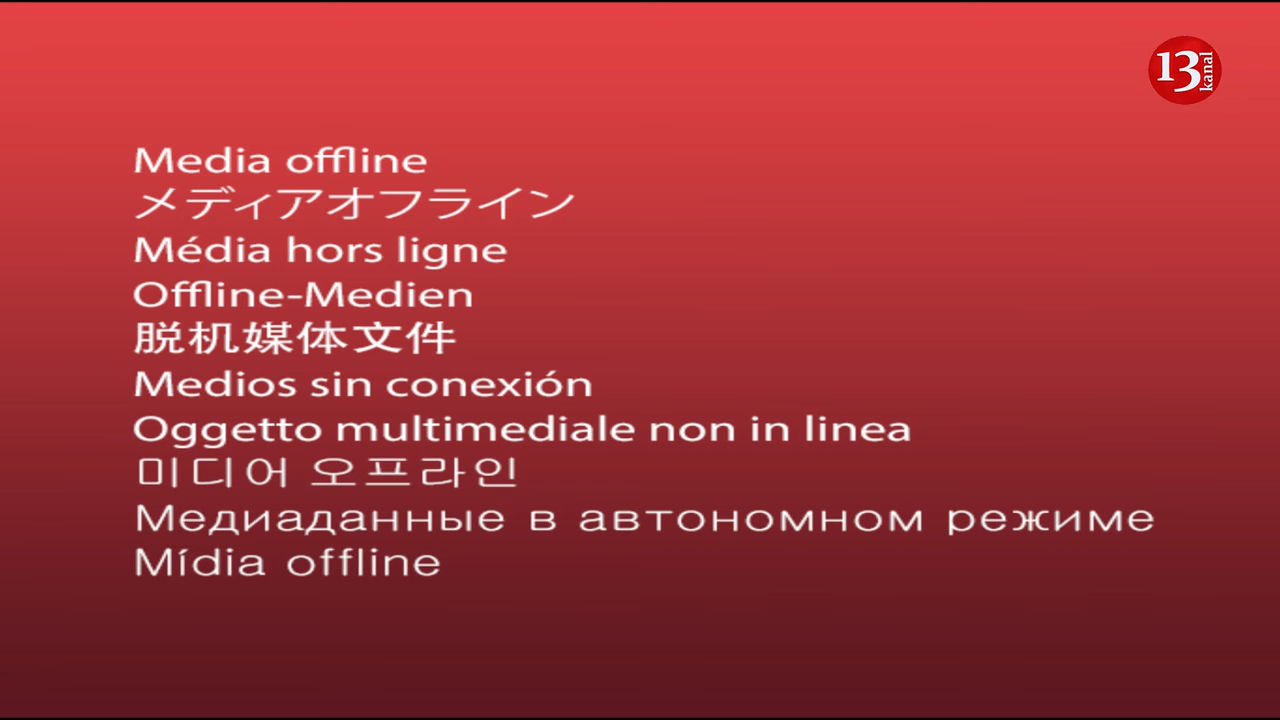 13 kanal
Media offline
メディアオフライン
Média hors ligne
Offline-Medien
脱机媒体文件
Medios sin conexión
Oggetto multimediale non in linea
미디어 오프라인
Медиаданные в автономном режиме
Mídia offline